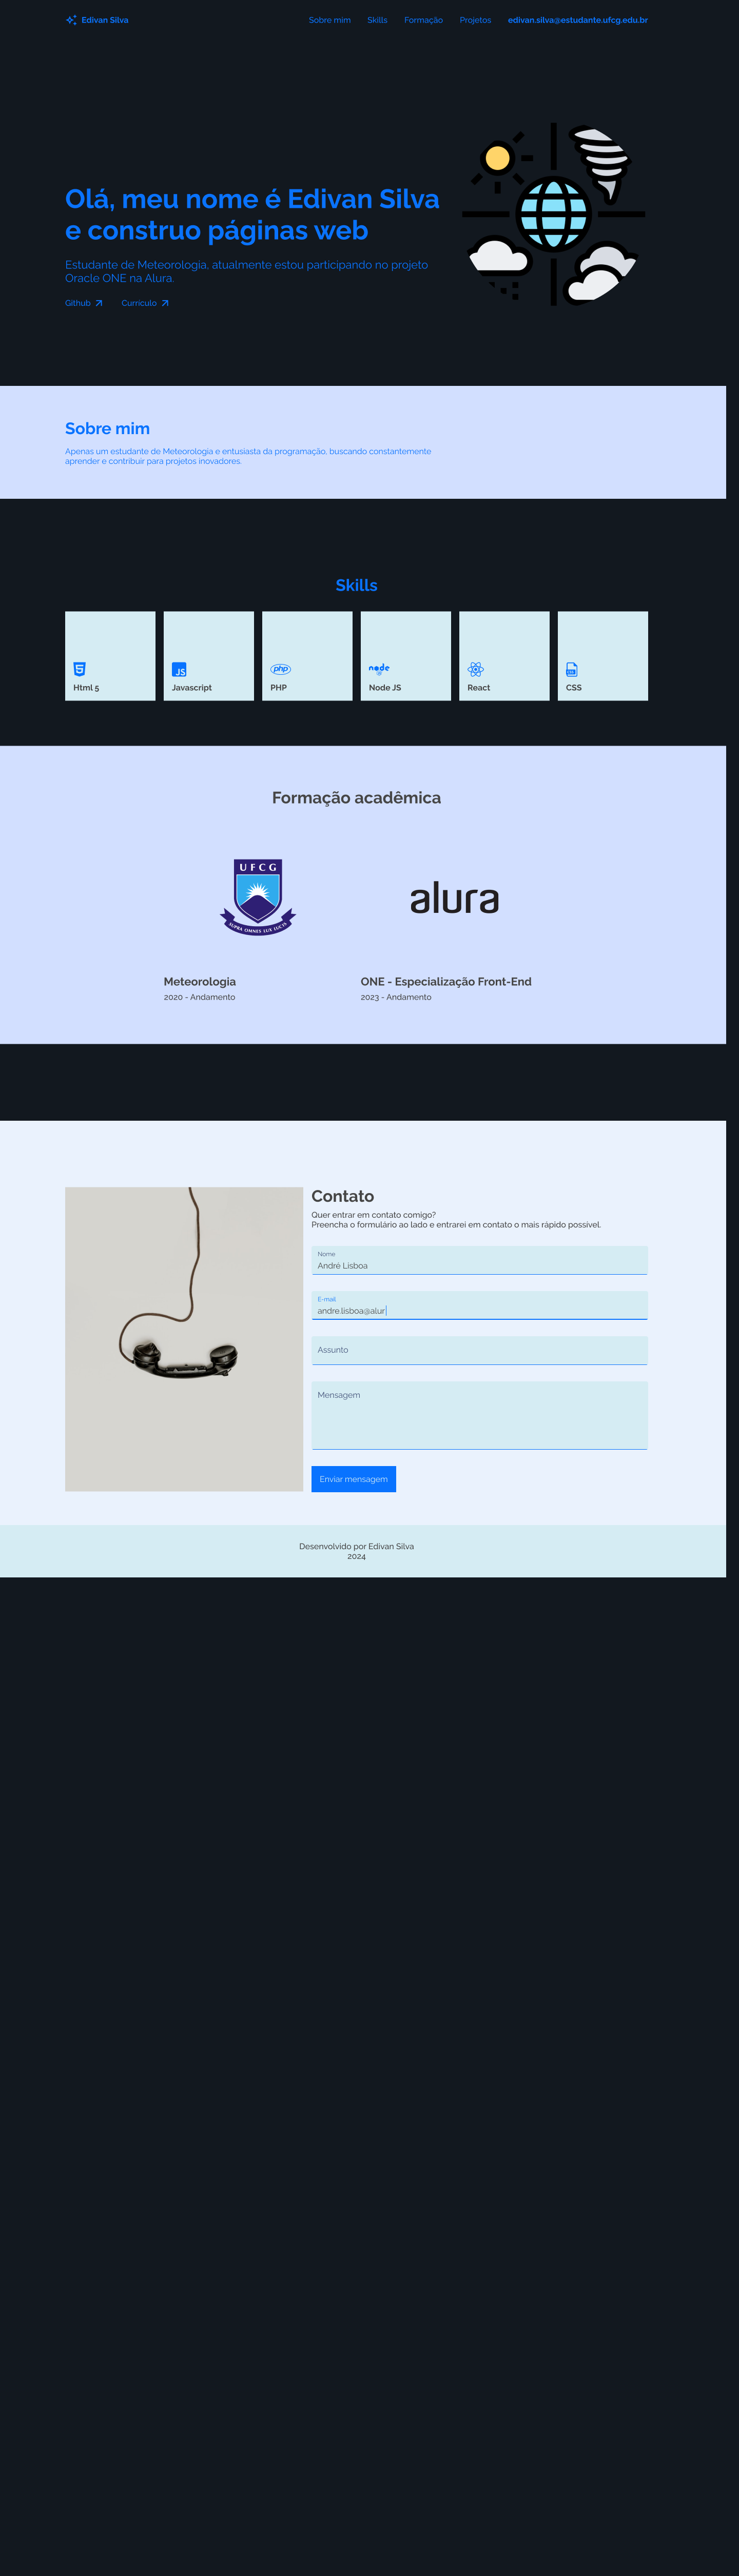 Edivan Silva
Sobre mim
Skills
Formação
Projetos
edivan.silva@estudante.ufcg.edu.br
Olá, meu nome é Edivan Silva
e construo páginas web
Estudante de Meteorologia, atualmente estou participando no projeto
Oracle ONE na Alura.
Github
Curriculo
Sobre mim
Apenas um estudante de Meteorologia e entusiasta da programação, buscando constantemente
aprender e contribuir para projetos inovadores.
Skills
5
JS
php
node
JS
CSS
Html 5
Javascript
PHP
Node JS
React
CSS
Formação acadêmica
UFCG
SUPRA OMNES LUX LUCIS
alura
Meteorologia
2020 - Andamento
ONE - Especialização Front-End
2023 - Andamento
Contato
Quer entrar em contato comigo?
Preencha o formulário ao lado e entrarei em contato o mais rápido possível.
Nome
André Lisboa
E-mail
andre.lisboa@alur
Assunto
Mensagem
Enviar mensagem
Desenvolvido por Edivan Silva
2024